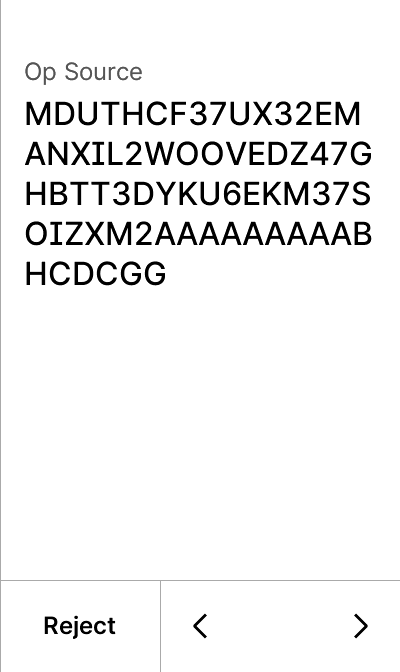 Op Source
MDUTHCF37UX32EM
ANXIL2WOOVEDZ47G
HBTT3DYKU6EKM37S
OIZXM2AAAAAAAAAB
HCDCGG
Reject